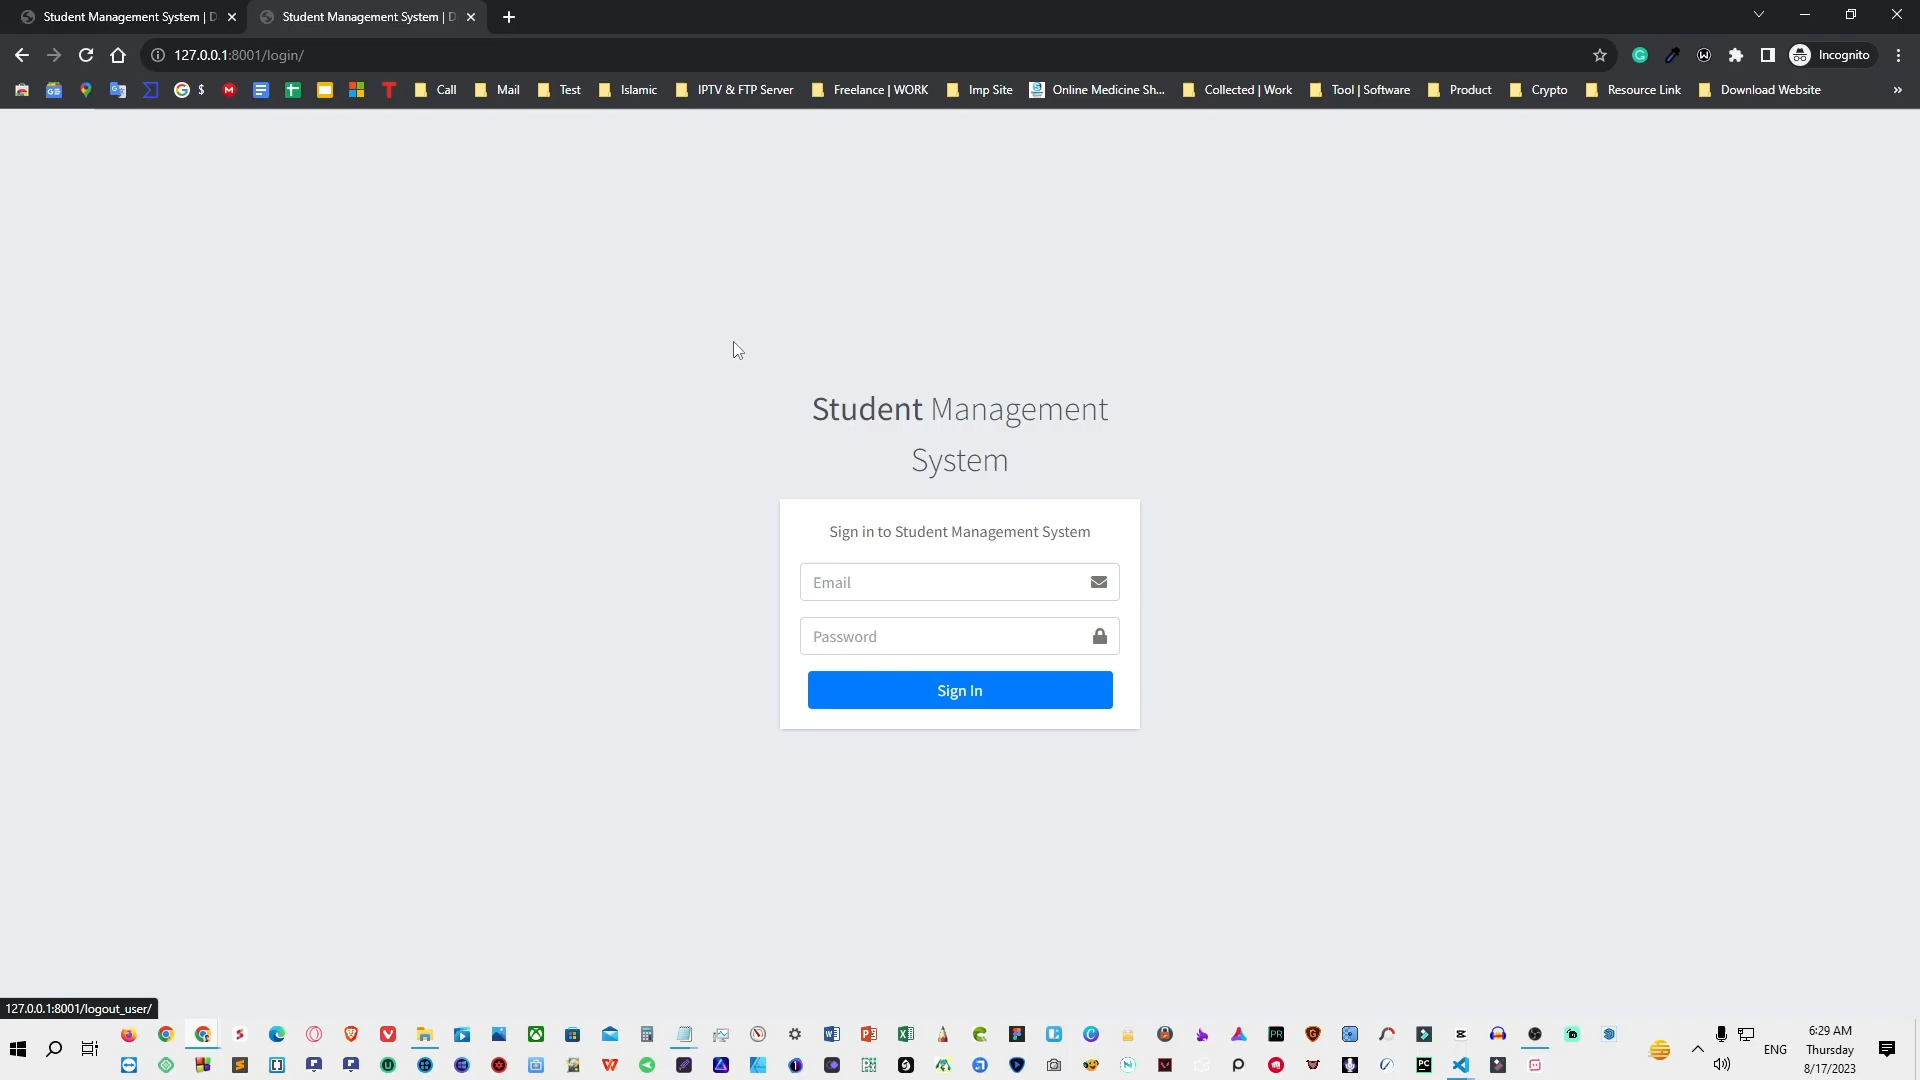 Student Management System | D
Student Management System | D
127.0.0.1:8001/login/
Incognito
$
Call
Mail
Test
Islamic
IPTV & FTP Server
Freelance | WORK
Imp Site
Online Medicine Sh...
Collected | Work
Tool | Software
Product
Crypto
Resource Link
Download Website
»
Student Management
System
Sign in to Student Management System
Email
Password
Sign In
127.0.0.1:8001/logout_user/
ENG
6:29 AM
Thursday
8/17/2023